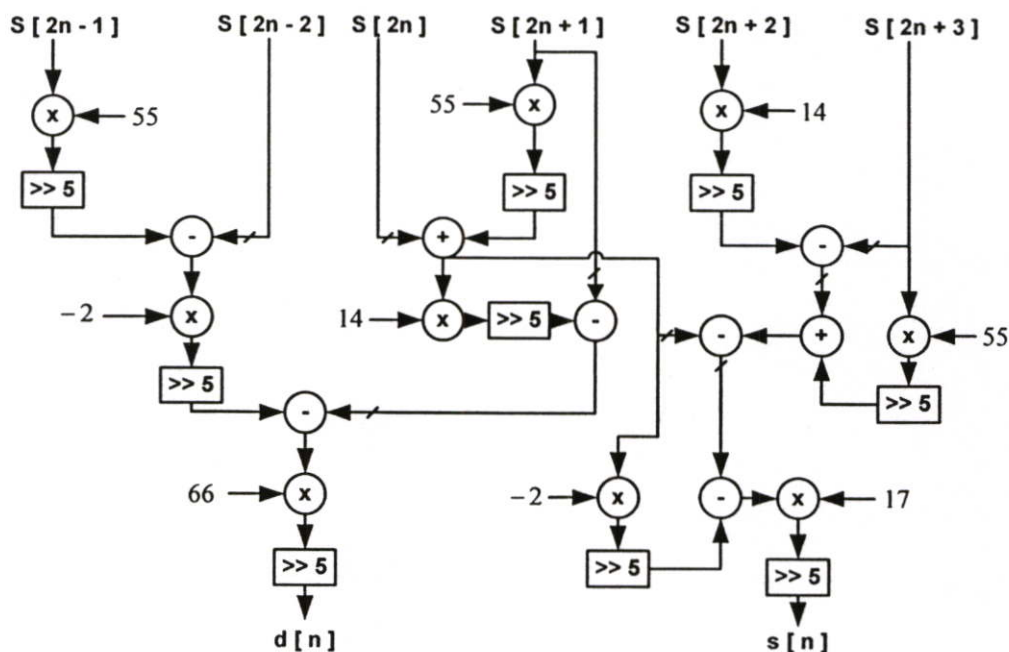 S [ 2n - 1 ] S [ 2n - 2 ] S [ 2n ] S [ 2n + 1 ] S [ 2n + 2 ] S [ 2n + 3 ]
x 55 55 x x 14
>> 5 >> 5 >> 5
- + -
-2 x 14 x >> 5 - - + x 55
>> 5 >> 5
-
66 x -2 x - x 17
>> 5 >> 5 >> 5
d [ n ] s [ n ]